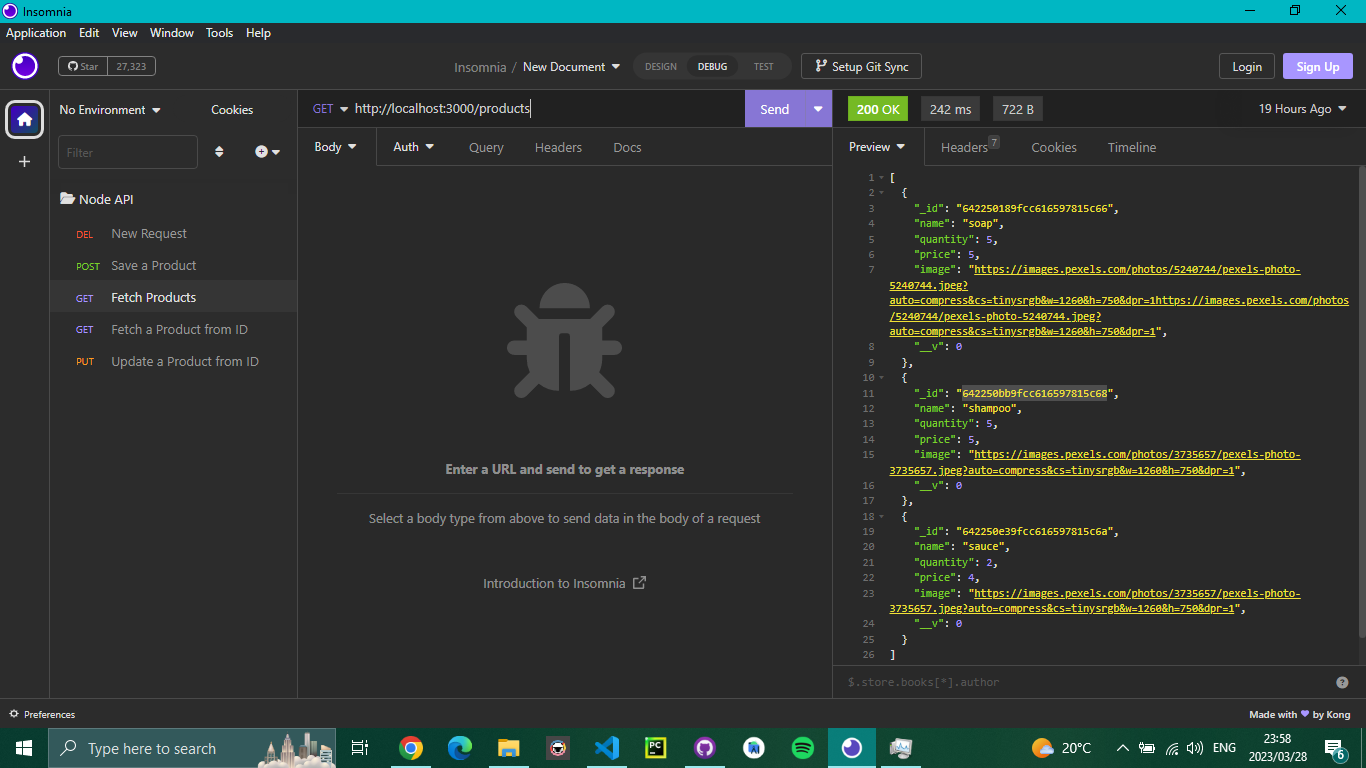 Insomnia
Application Edit View Window Tools Help
Star 27,323
Insomnia / New Document
DESIGN DEBUG TEST
Setup Git Sync
Login Sign Up
No Environment Cookies
Filter
Node API
DEL New Request
POST Save a Product
GET Fetch Products
GET Fetch a Product from ID
PUT Update a Product from ID
GET http://localhost:3000/products Send
Body Auth Query Headers Docs
Enter a URL and send to get a response
Select a body type from above to send data in the body of a request
Introduction to Insomnia
200 OK 242 ms 722 B 19 Hours Ago
Preview Headers 7 Cookies Timeline
1 [
2 {
3 "_id": "642250189fcc616597815c66",
4 "name": "soap",
5 "quantity": 5,
6 "price": 5,
7 "image": "https://images.pexels.com/photos/5240744/pexels-photo-
5240744.jpeg?
auto=compress&cs=tinysrgb&w=1260&h=750&dpr=1https://images.pexels.com/photos
/5240744/pexels-photo-5240744.jpeg?
auto=compress&cs=tinysrgb&w=1260&h=750&dpr=1",
8 "__v": 0
9 },
10 {
11 "_id": "642250bb9fcc616597815c68",
12 "name": "shampoo",
13 "quantity": 5,
14 "price": 5,
15 "image": "https://images.pexels.com/photos/3735657/pexels-photo-
3735657.jpeg?auto=compress&cs=tinysrgb&w=1260&h=750&dpr=1",
16 "__v": 0
17 },
18 {
19 "_id": "642250e39fcc616597815c6a",
20 "name": "sauce",
21 "quantity": 2,
22 "price": 4,
23 "image": "https://images.pexels.com/photos/3735657/pexels-photo-
3735657.jpeg?auto=compress&cs=tinysrgb&w=1260&h=750&dpr=1",
24 "__v": 0
25 }
26 ]
$.store.books[*].author
Preferences
Made with ♥ by Kong
Type here to search
PC
20°C
ENG
23:58
2023/03/28
6